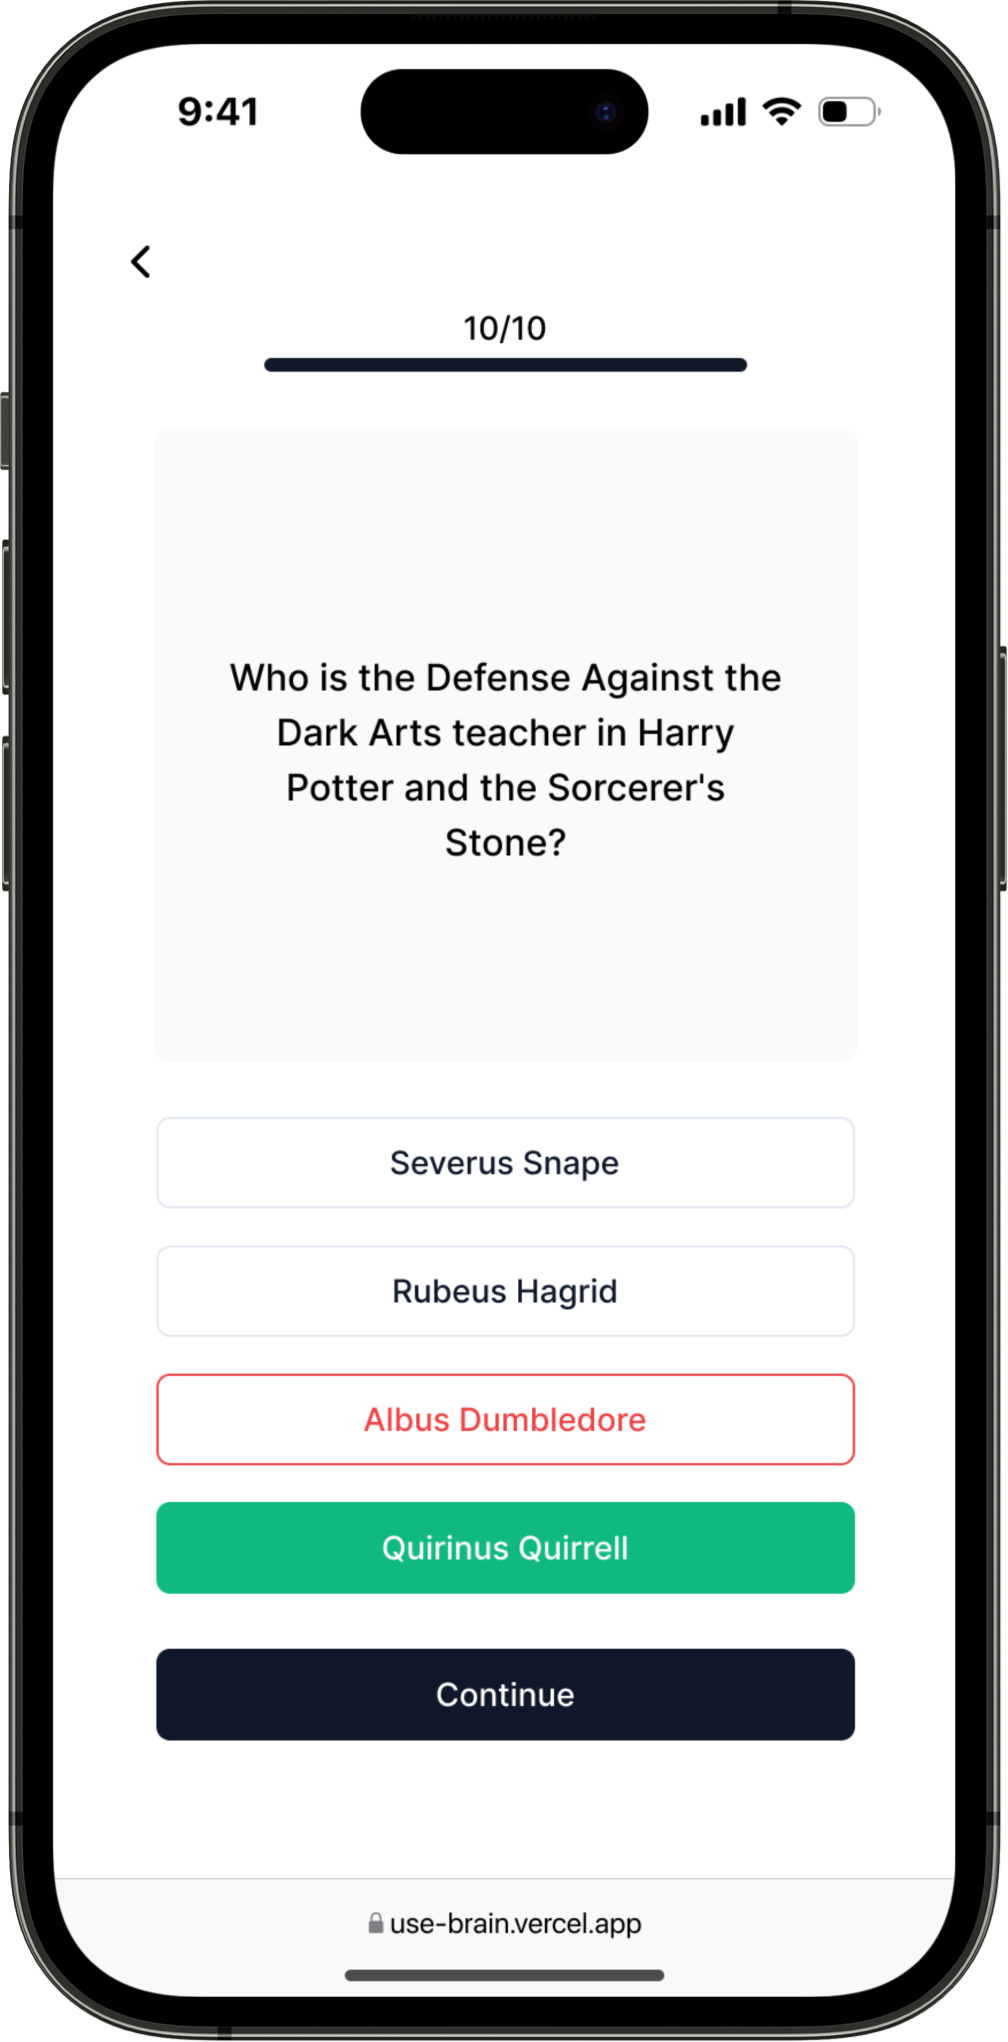 9:41
10/10
Who is the Defense Against the
Dark Arts teacher in Harry
Potter and the Sorcerer's
Stone?
Severus Snape
Rubeus Hagrid
Albus Dumbledore
Quirinus Quirrell
Continue
use-brain.vercel.app